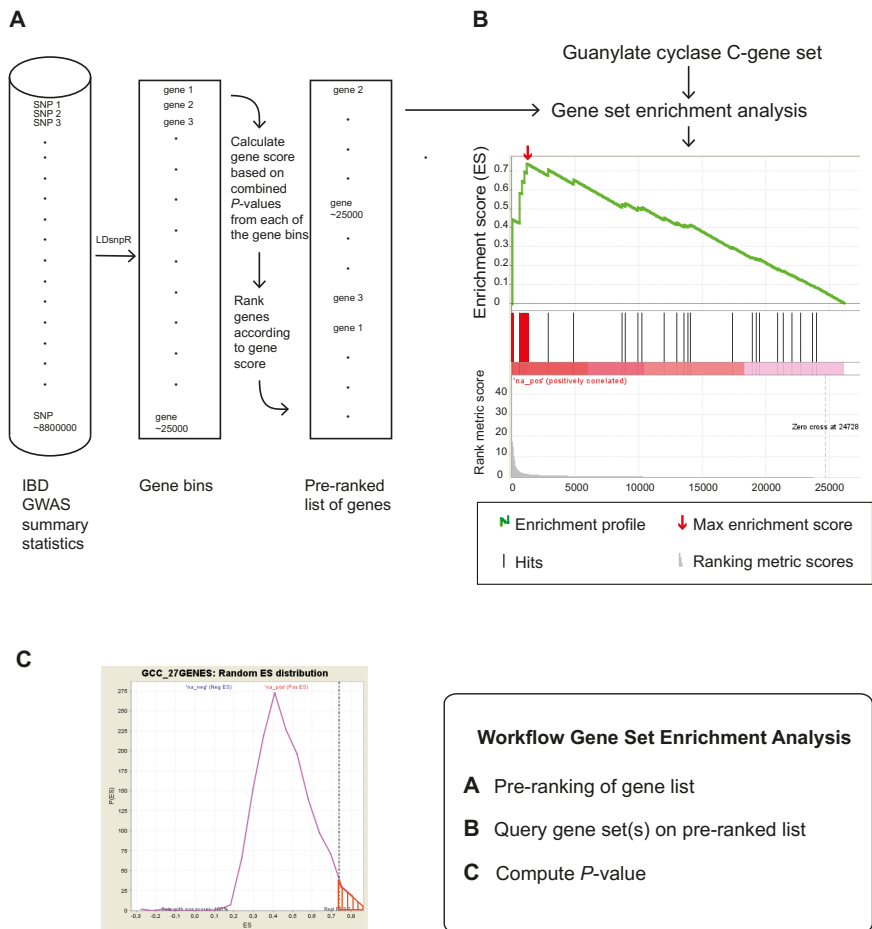 A
SNP 1
SNP 2
SNP 3
SNP
~8800000
IBD
GWAS
summary
statistics
LDsnpR
gene 1
gene 2
gene 3
gene
~25000
Gene bins
Calculate
gene score
based on
combined
P-values
from each of
the gene bins
Rank
genes
according to
gene
score
gene 2
gene
~25000
gene 3
gene 1
Pre-ranked
list of genes
B
Guanylate cyclase C-gene set
Gene set enrichment analysis
Enrichment score (ES)
0.7
0.6
0.5
0.4
0.3
0.2
0.1
0
'na_pos' (positively correlated)
Rank metric score
40
30
20
10
0
Zero cross at 24728
0 5000 10000 15000 20000 25000
Enrichment profile
Max enrichment score
Hits
Ranking metric scores
C
GCC_27GENES: Random ES distribution
'na_neg' (Neg ES) 'na_pos' (Pos ES)
P(ES)
275
250
225
200
175
150
125
100
75
50
25
0
-0,3 -0,2 -0,1 0,0 0,1 0,2 0,3 0,4 0,5 0,6 0,7 0,8
ES
Workflow Gene Set Enrichment Analysis
A Pre-ranking of gene list
B Query gene set(s) on pre-ranked list
C Compute P-value